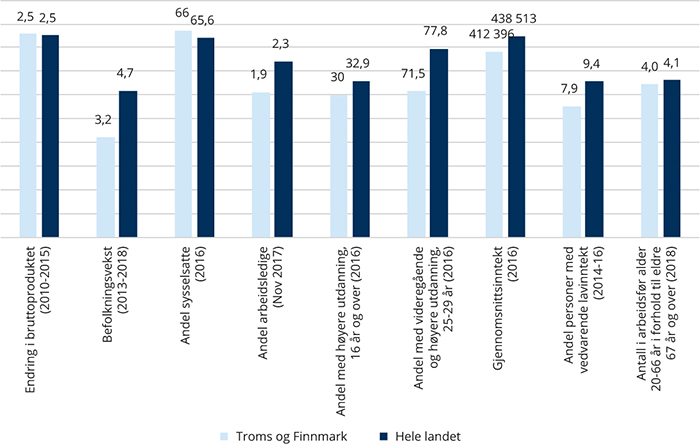 2,5 2,5
3,2 4,7
66 65,6
1,9 2,3
30 32,9
71,5 77,8
412 396 438 513
7,9 9,4
4,0 4,1
Endring i bruttoproduktet
(2010-2015)
Befolkningsvekst
(2013-2018)
Andel sysselsatte
(2016)
Andel arbeidsledige
(Nov 2017)
Andel med høyere utdanning,
16 år og over (2016)
Andel med videregående
og høyere utdanning,
25-29 år (2016)
Gjennomsnittsinntekt
(2016)
Andel personer med
vedvarende lavinntekt
(2014-16)
Antall i arbeidsfør alder
20-66 år i forhold til eldre
67 år og over (2018)
Troms og Finnmark
Hele landet